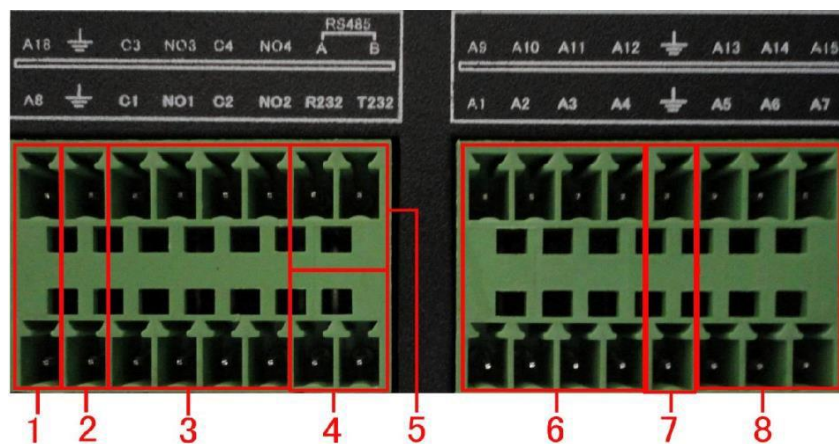 RS485
A18 ⏚ C3 NO3 C4 NO4 A B
A8 ⏚ C1 NO1 C2 NO2 R232 T232
A9 A10 A11 A12 ⏚ A13 A14 A15
A1 A2 A3 A4 ⏚ A5 A6 A7
1 2 3 4 5 6 7 8